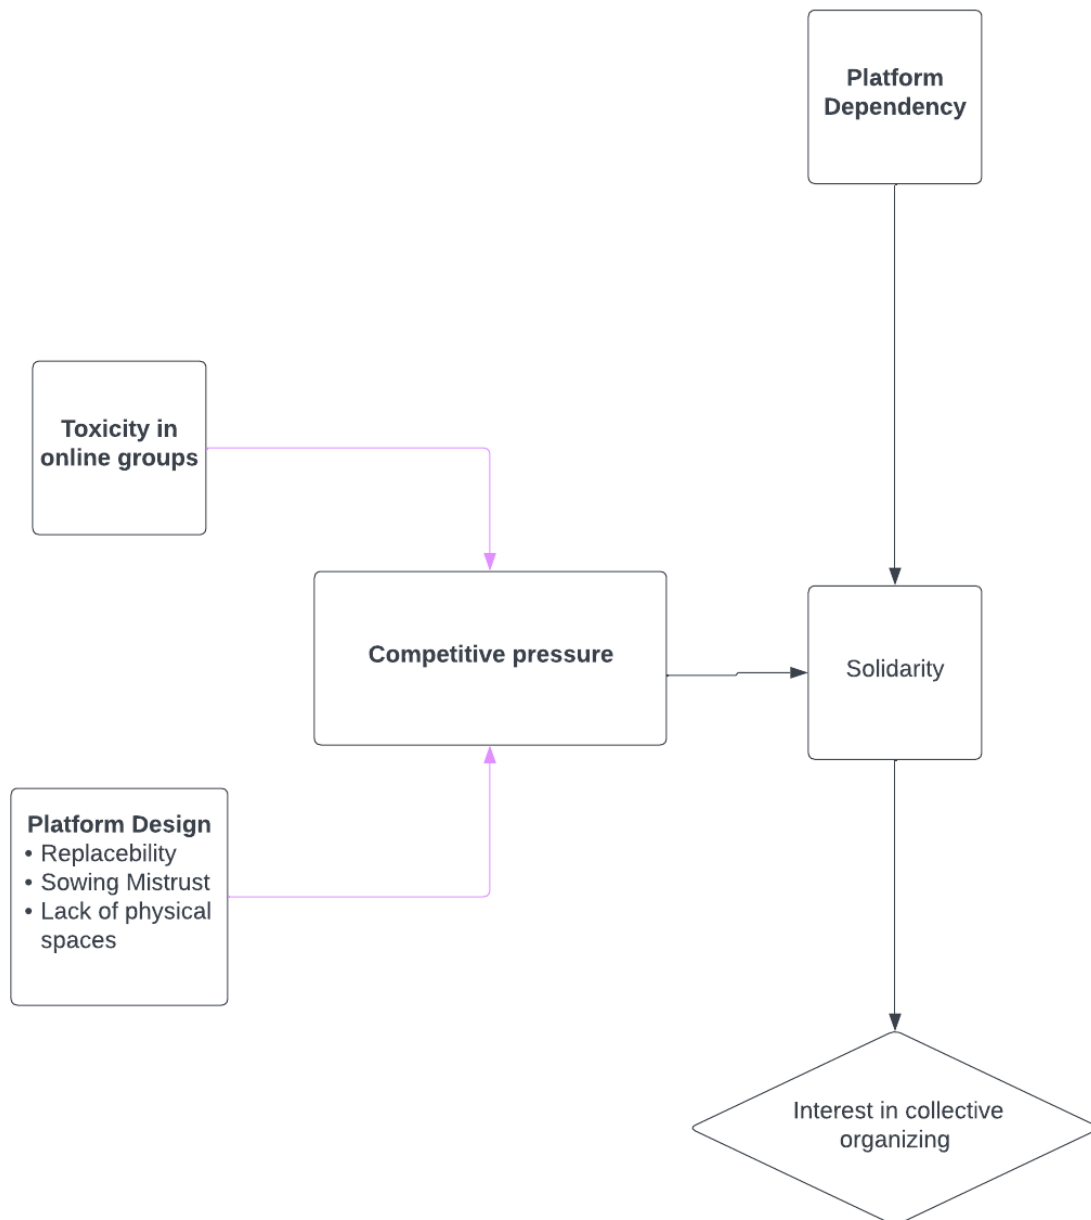 Platform
Dependency
Toxicity in
online groups
Competitive pressure
Solidarity
Platform Design
• Replacebility
• Sowing Mistrust
• Lack of physical
spaces
Interest in collective
organizing